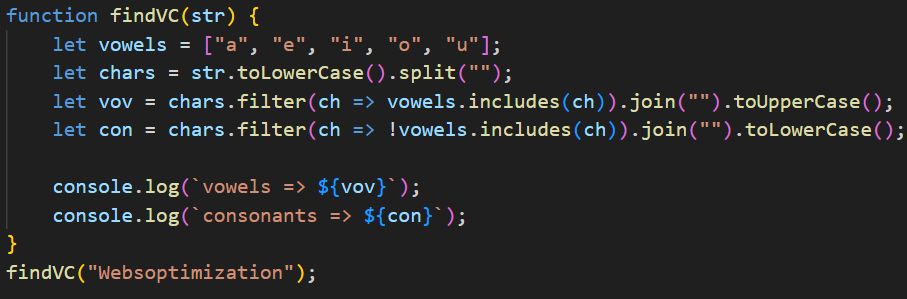 function findVC(str) {
    let vowels = ["a", "e", "i", "o", "u"];
    let chars = str.toLowerCase().split("");
    let vov = chars.filter(ch => vowels.includes(ch)).join("").toUpperCase();
    let con = chars.filter(ch => !vowels.includes(ch)).join("").toLowerCase();

    console.log(`vowels => ${vov}`);
    console.log(`consonants => ${con}`);
}
findVC("Websoptimization");